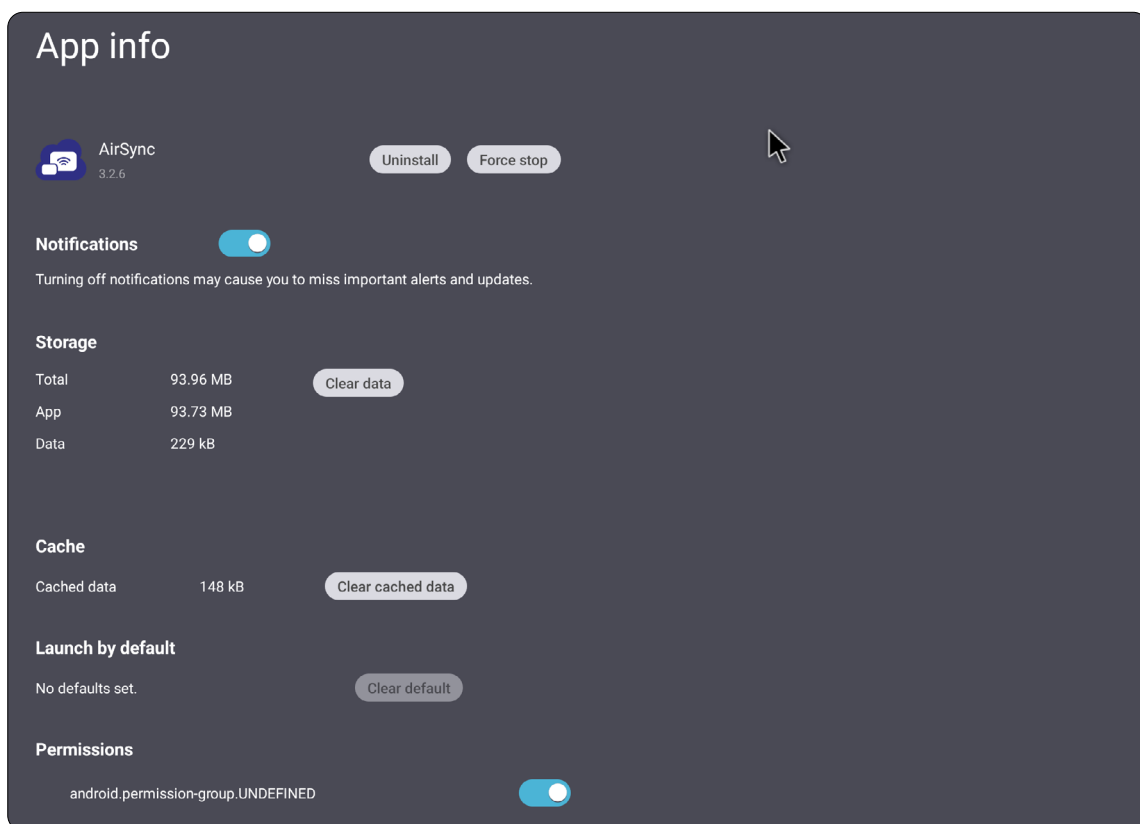 App info
AirSync
3.2.6
Uninstall
Force stop
Notifications
Turning off notifications may cause you to miss important alerts and updates.
Storage
Total 93.96 MB
Clear data
App 93.73 MB
Data 229 kB
Cache
Cached data 148 kB
Clear cached data
Launch by default
No defaults set.
Clear default
Permissions
android.permission-group.UNDEFINED